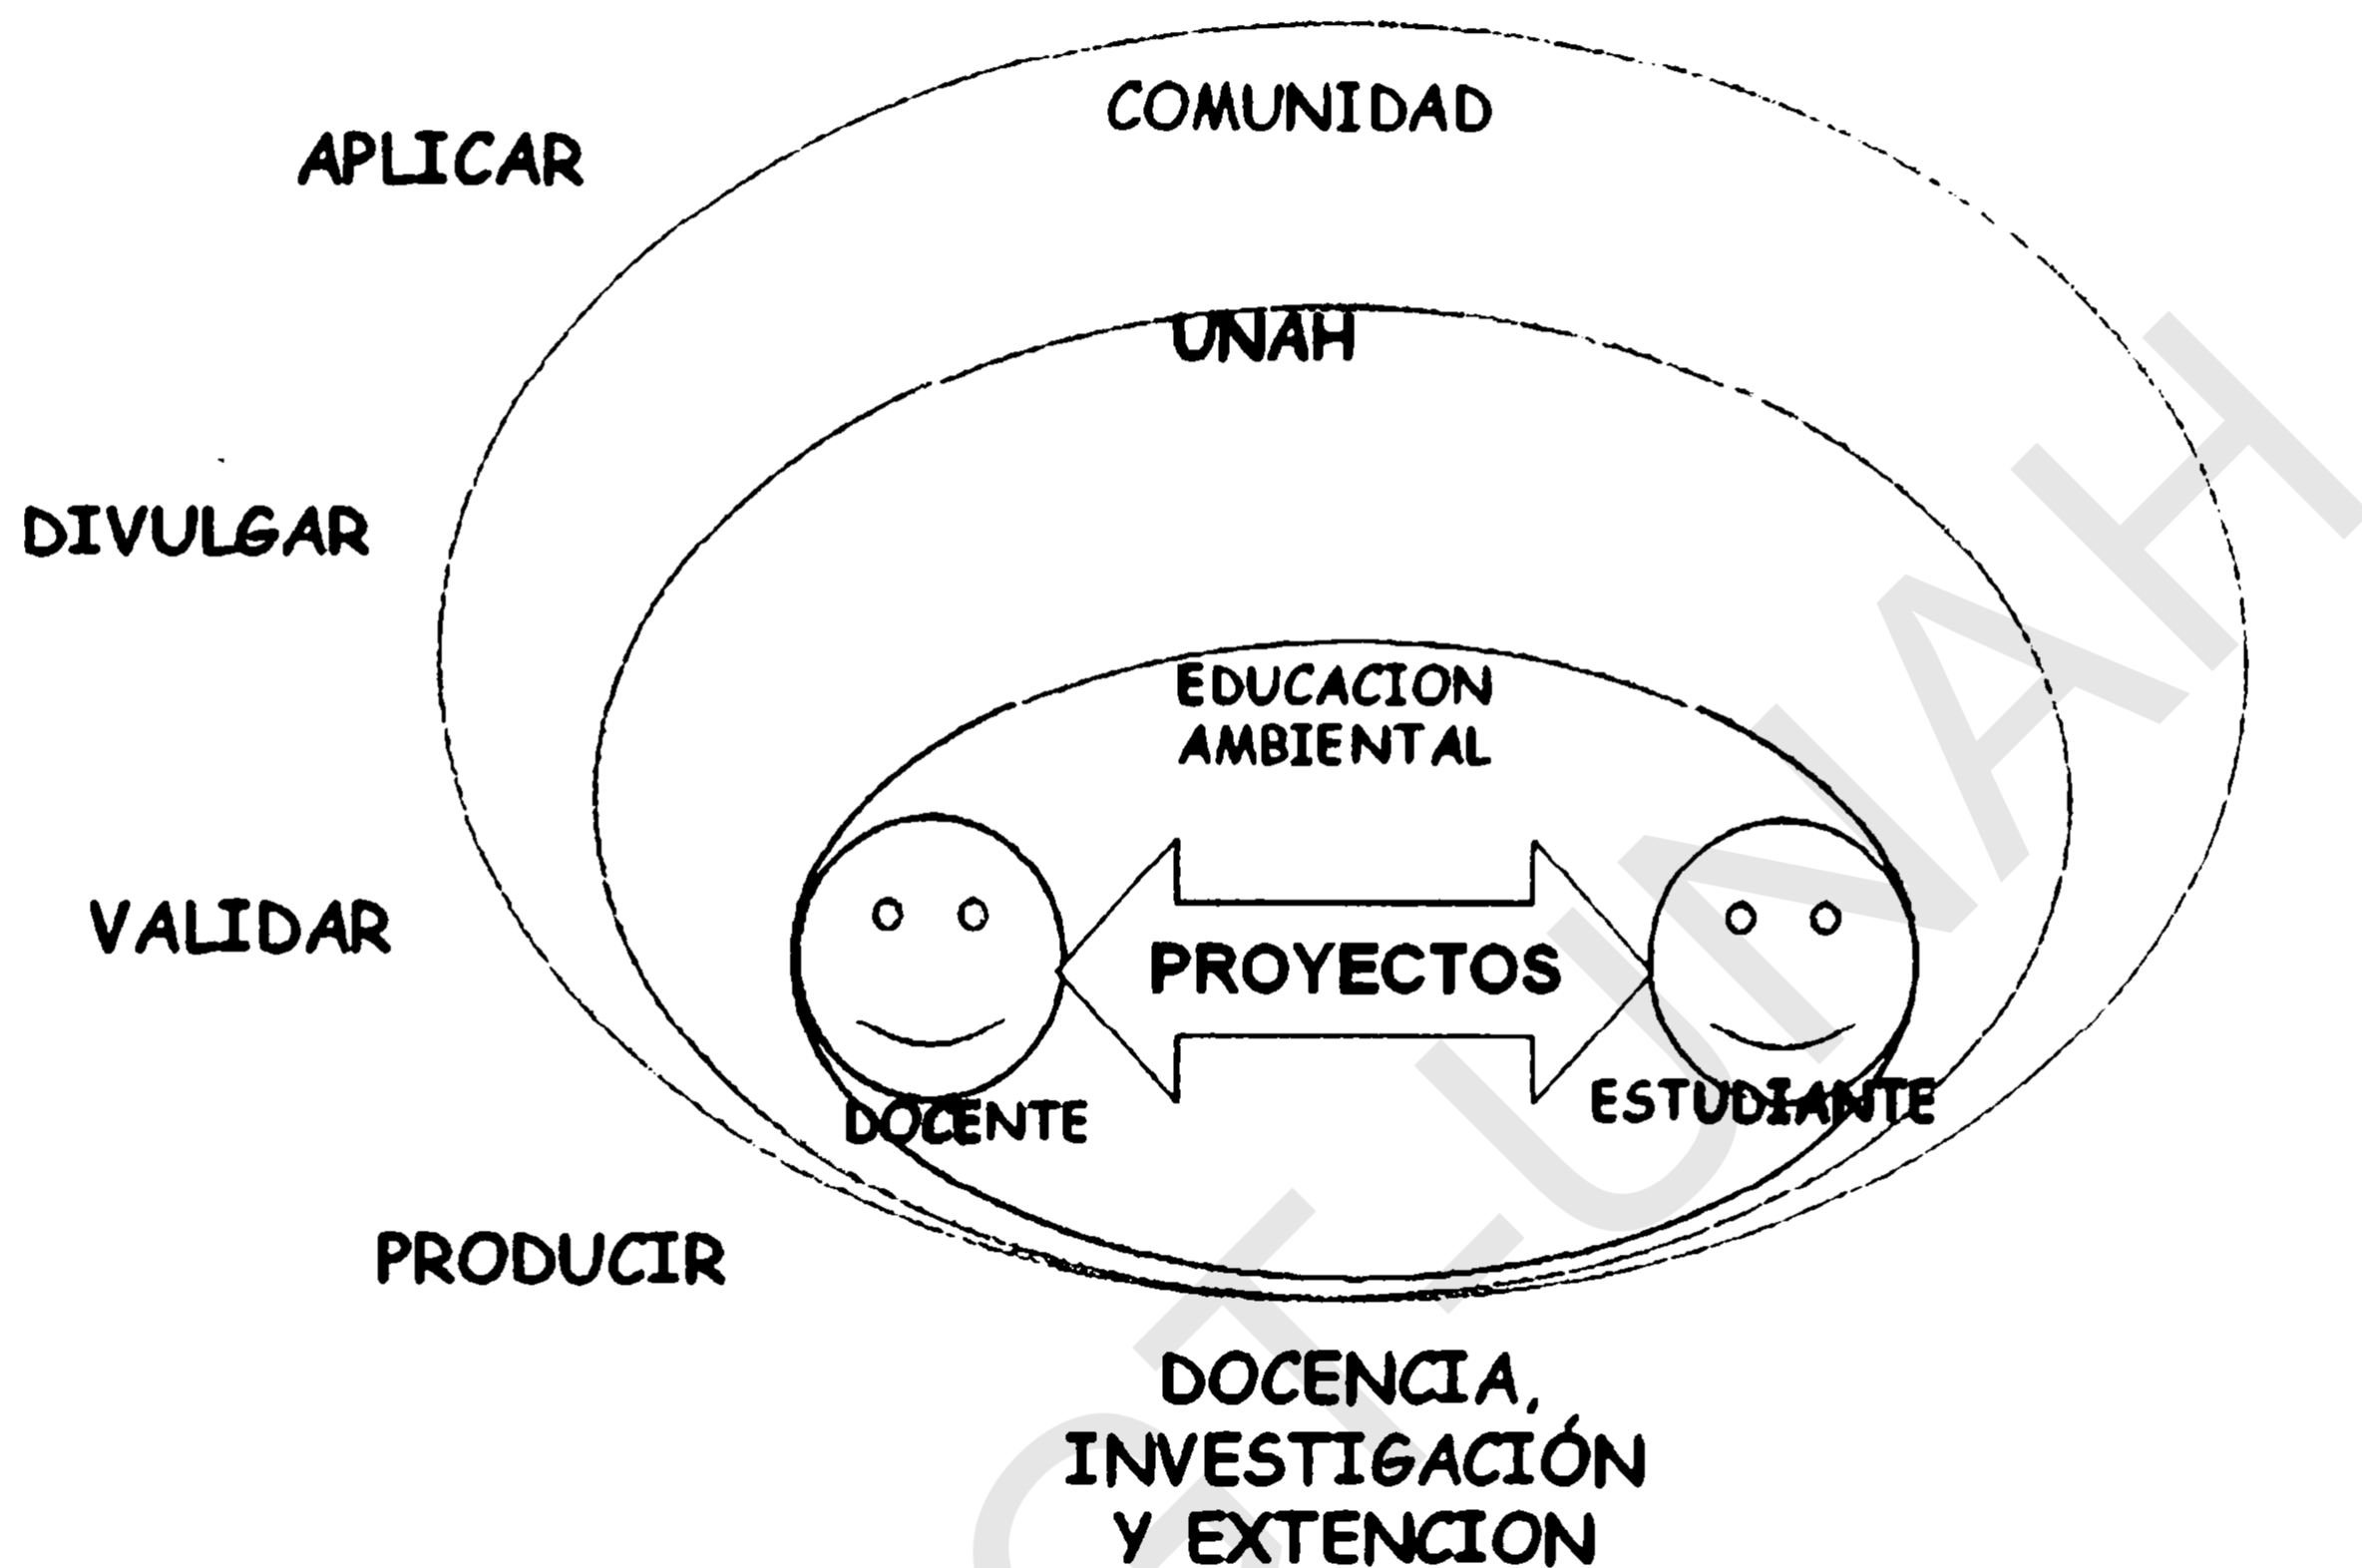 COMUNIDAD
APLICAR
UNAH
DIVULGAR
EDUCACION
AMBIENTAL
VALIDAR
PROYECTOS
DOCENTE
ESTUDIANTE
PRODUCIR
DOCENCIA,
INVESTIGACIÓN
Y EXTENCION